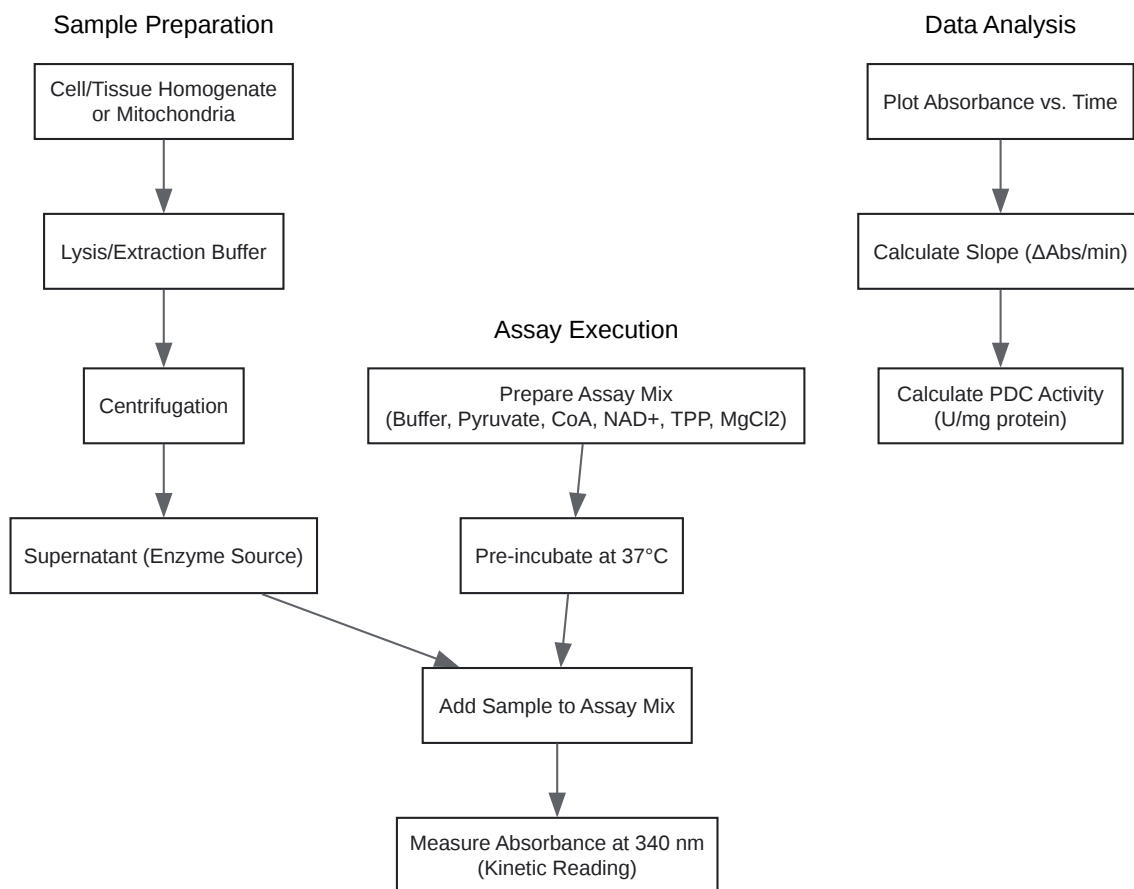 Sample Preparation
Cell/Tissue Homogenate
or Mitochondria
Lysis/Extraction Buffer
Centrifugation
Supernatant (Enzyme Source)
Assay Execution
Prepare Assay Mix
(Buffer, Pyruvate, CoA, NAD+, TPP, MgCl2)
Pre-incubate at 37°C
Add Sample to Assay Mix
Measure Absorbance at 340 nm
(Kinetic Reading)
Data Analysis
Plot Absorbance vs. Time
Calculate Slope (ΔAbs/min)
Calculate PDC Activity
(U/mg protein)